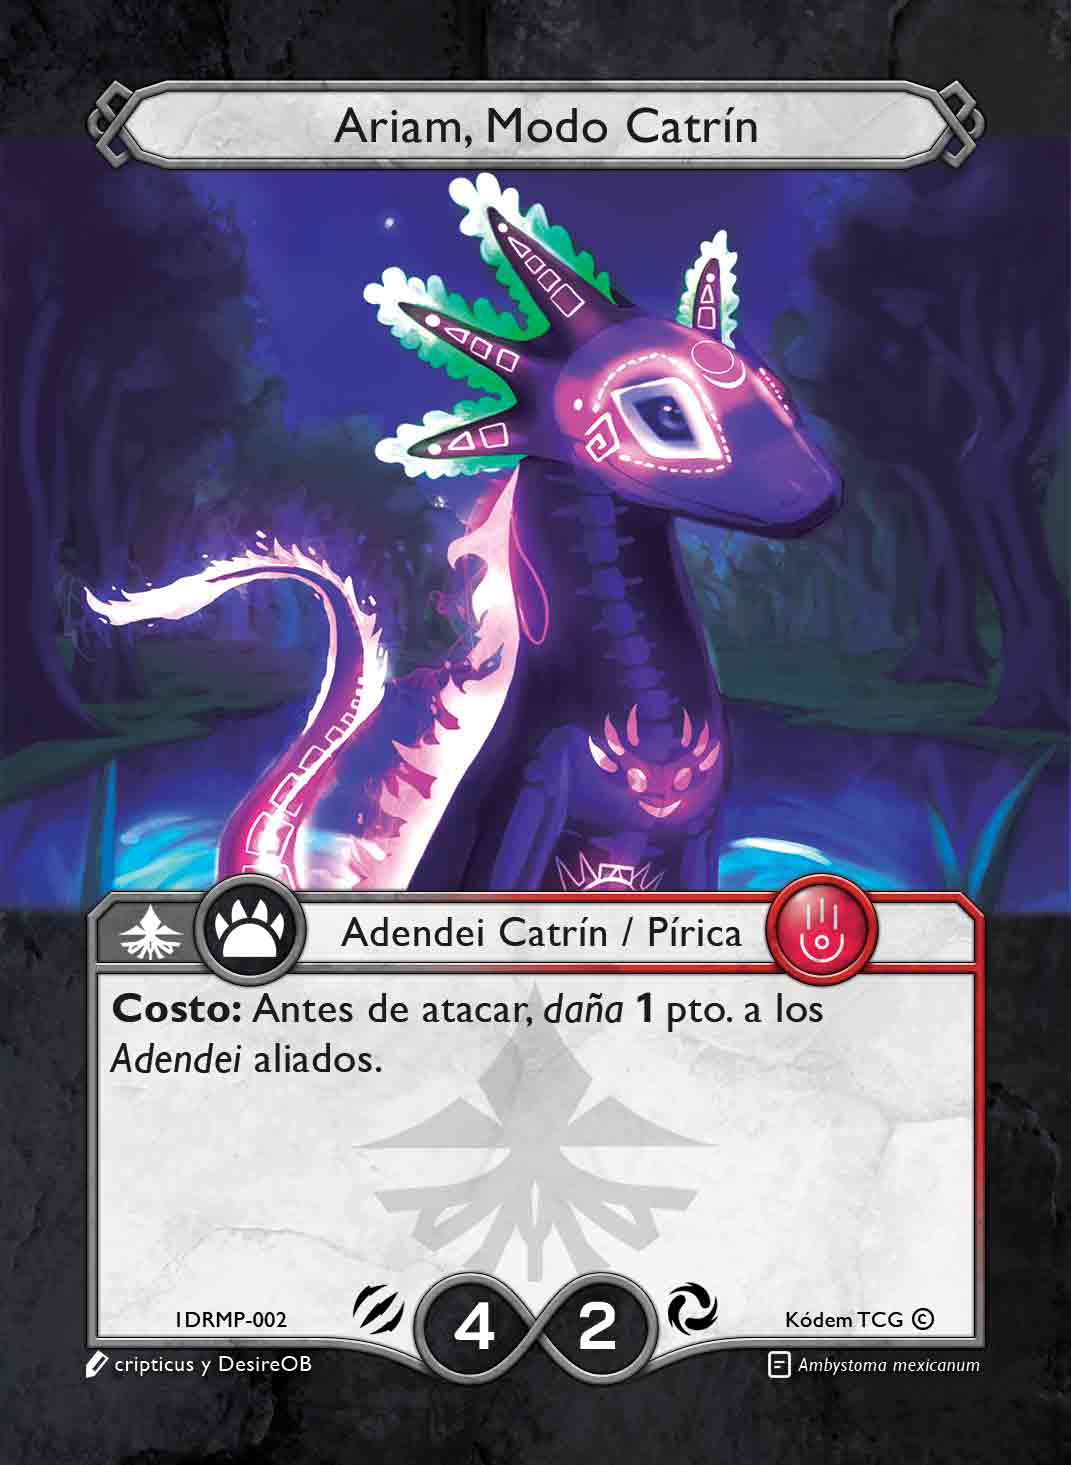 Ariam, Modo Catrín
Adendei Catrín / Pírica
Costo: Antes de atacar, daña 1 pto. a los
Adendei aliados.
1DRMP-002
4
2
Kódem TCG ©
cripticus y DesireOB
Ambystoma mexicanum